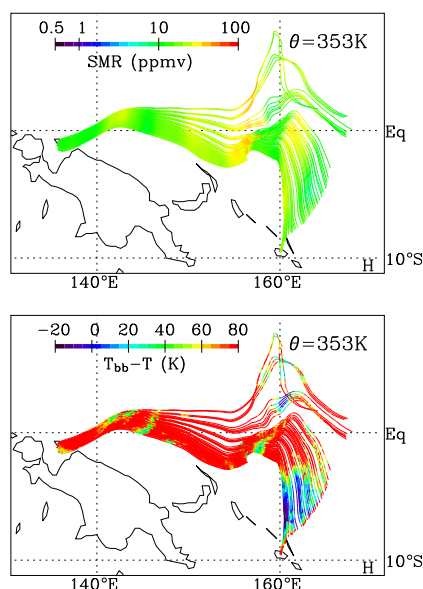 0.5 1 10 100
SMR (ppmv)
θ=353K
Eq
H
10°S
140°E 160°E
-20 0 20 40 60 80
Tbb-T (K)
θ=353K
Eq
H
10°S
140°E 160°E